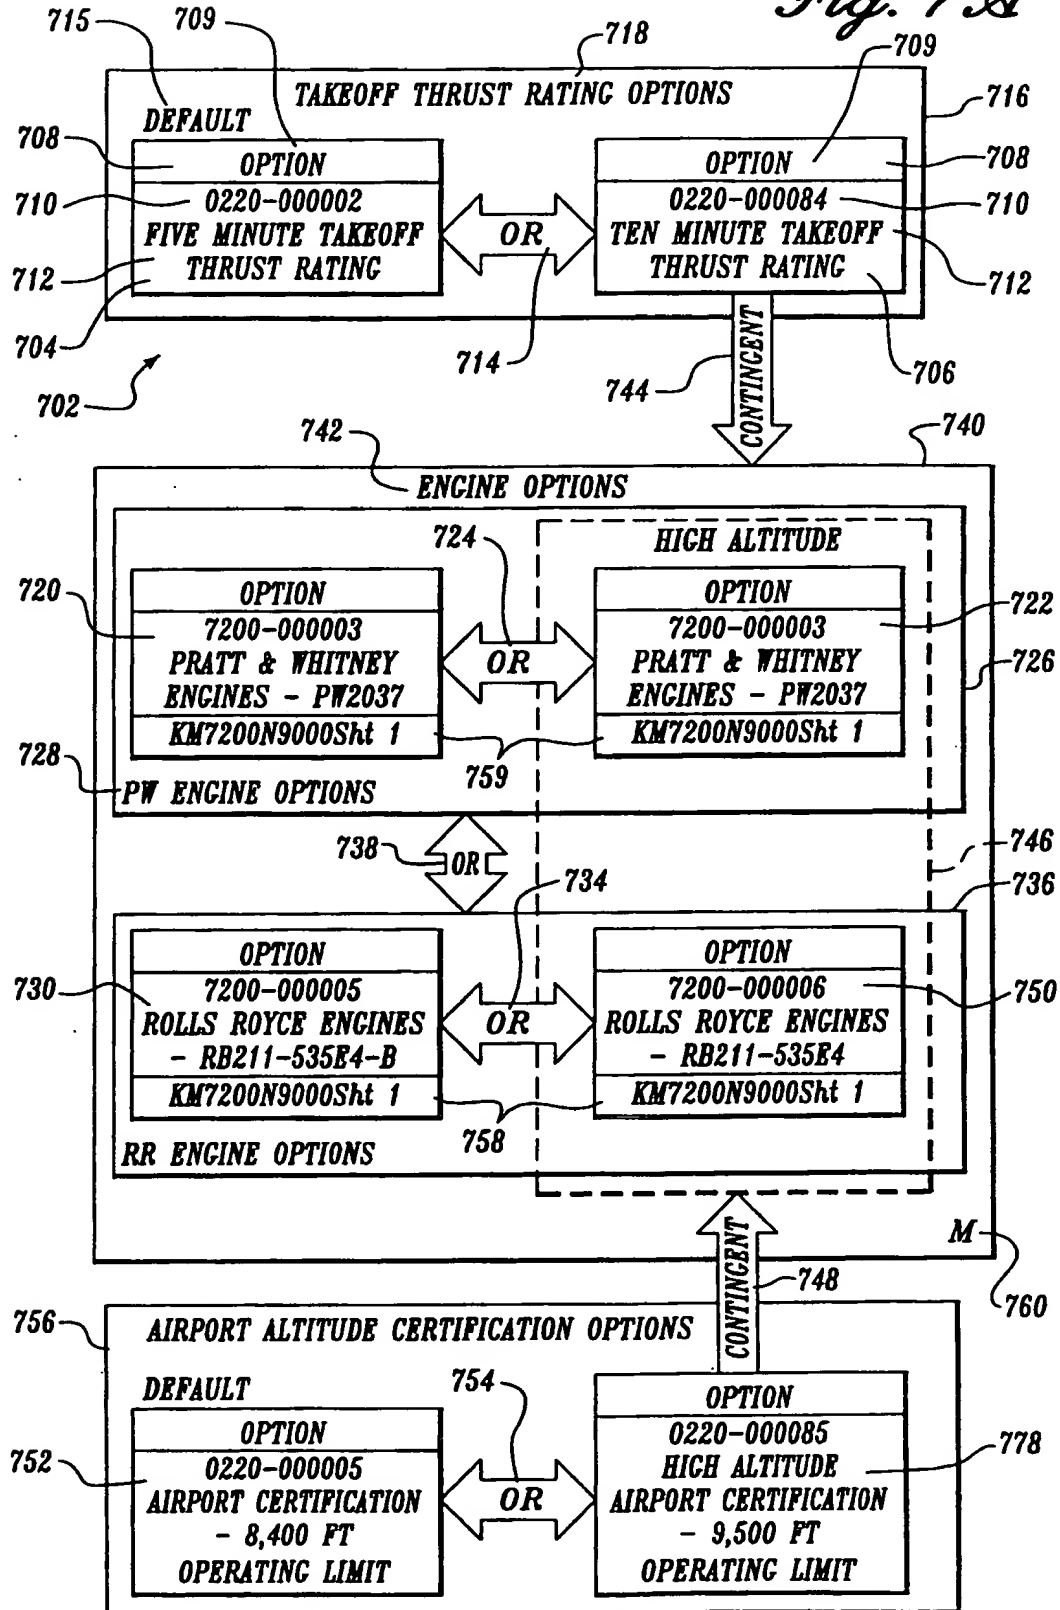 Fig. 7A
715
709
718
709
716
TAKEOFF THRUST RATING OPTIONS
DEFAULT
708
OPTION
OPTION
708
710
0220-000002
0220-000084
710
FIVE MINUTE TAKEOFF
THRUST RATING
OR
TEN MINUTE TAKEOFF
THRUST RATING
712
712
704
714
706
702
744
CONTINGENT
742
740
ENGINE OPTIONS
724
HIGH ALTITUDE
720
OPTION
7200-000003
PRATT & WHITNEY
ENGINES - PW2037
KM7200N9000Sht 1
OR
OPTION
7200-000003
PRATT & WHITNEY
ENGINES - PW2037
KM7200N9000Sht 1
722
726
728
759
PW ENGINE OPTIONS
738
OR
734
746
736
730
OPTION
7200-000005
ROLLS ROYCE ENGINES
- RB211-535E4-B
KM7200N9000Sht 1
OR
OPTION
7200-000006
ROLLS ROYCE ENGINES
- RB211-535E4
KM7200N9000Sht 1
750
758
RR ENGINE OPTIONS
M
CONTINGENT
748
760
756
AIRPORT ALTITUDE CERTIFICATION OPTIONS
DEFAULT
754
752
OPTION
0220-000005
AIRPORT CERTIFICATION
- 8,400 FT
OPERATING LIMIT
OR
OPTION
0220-000085
HIGH ALTITUDE
AIRPORT CERTIFICATION
- 9,500 FT
OPERATING LIMIT
778